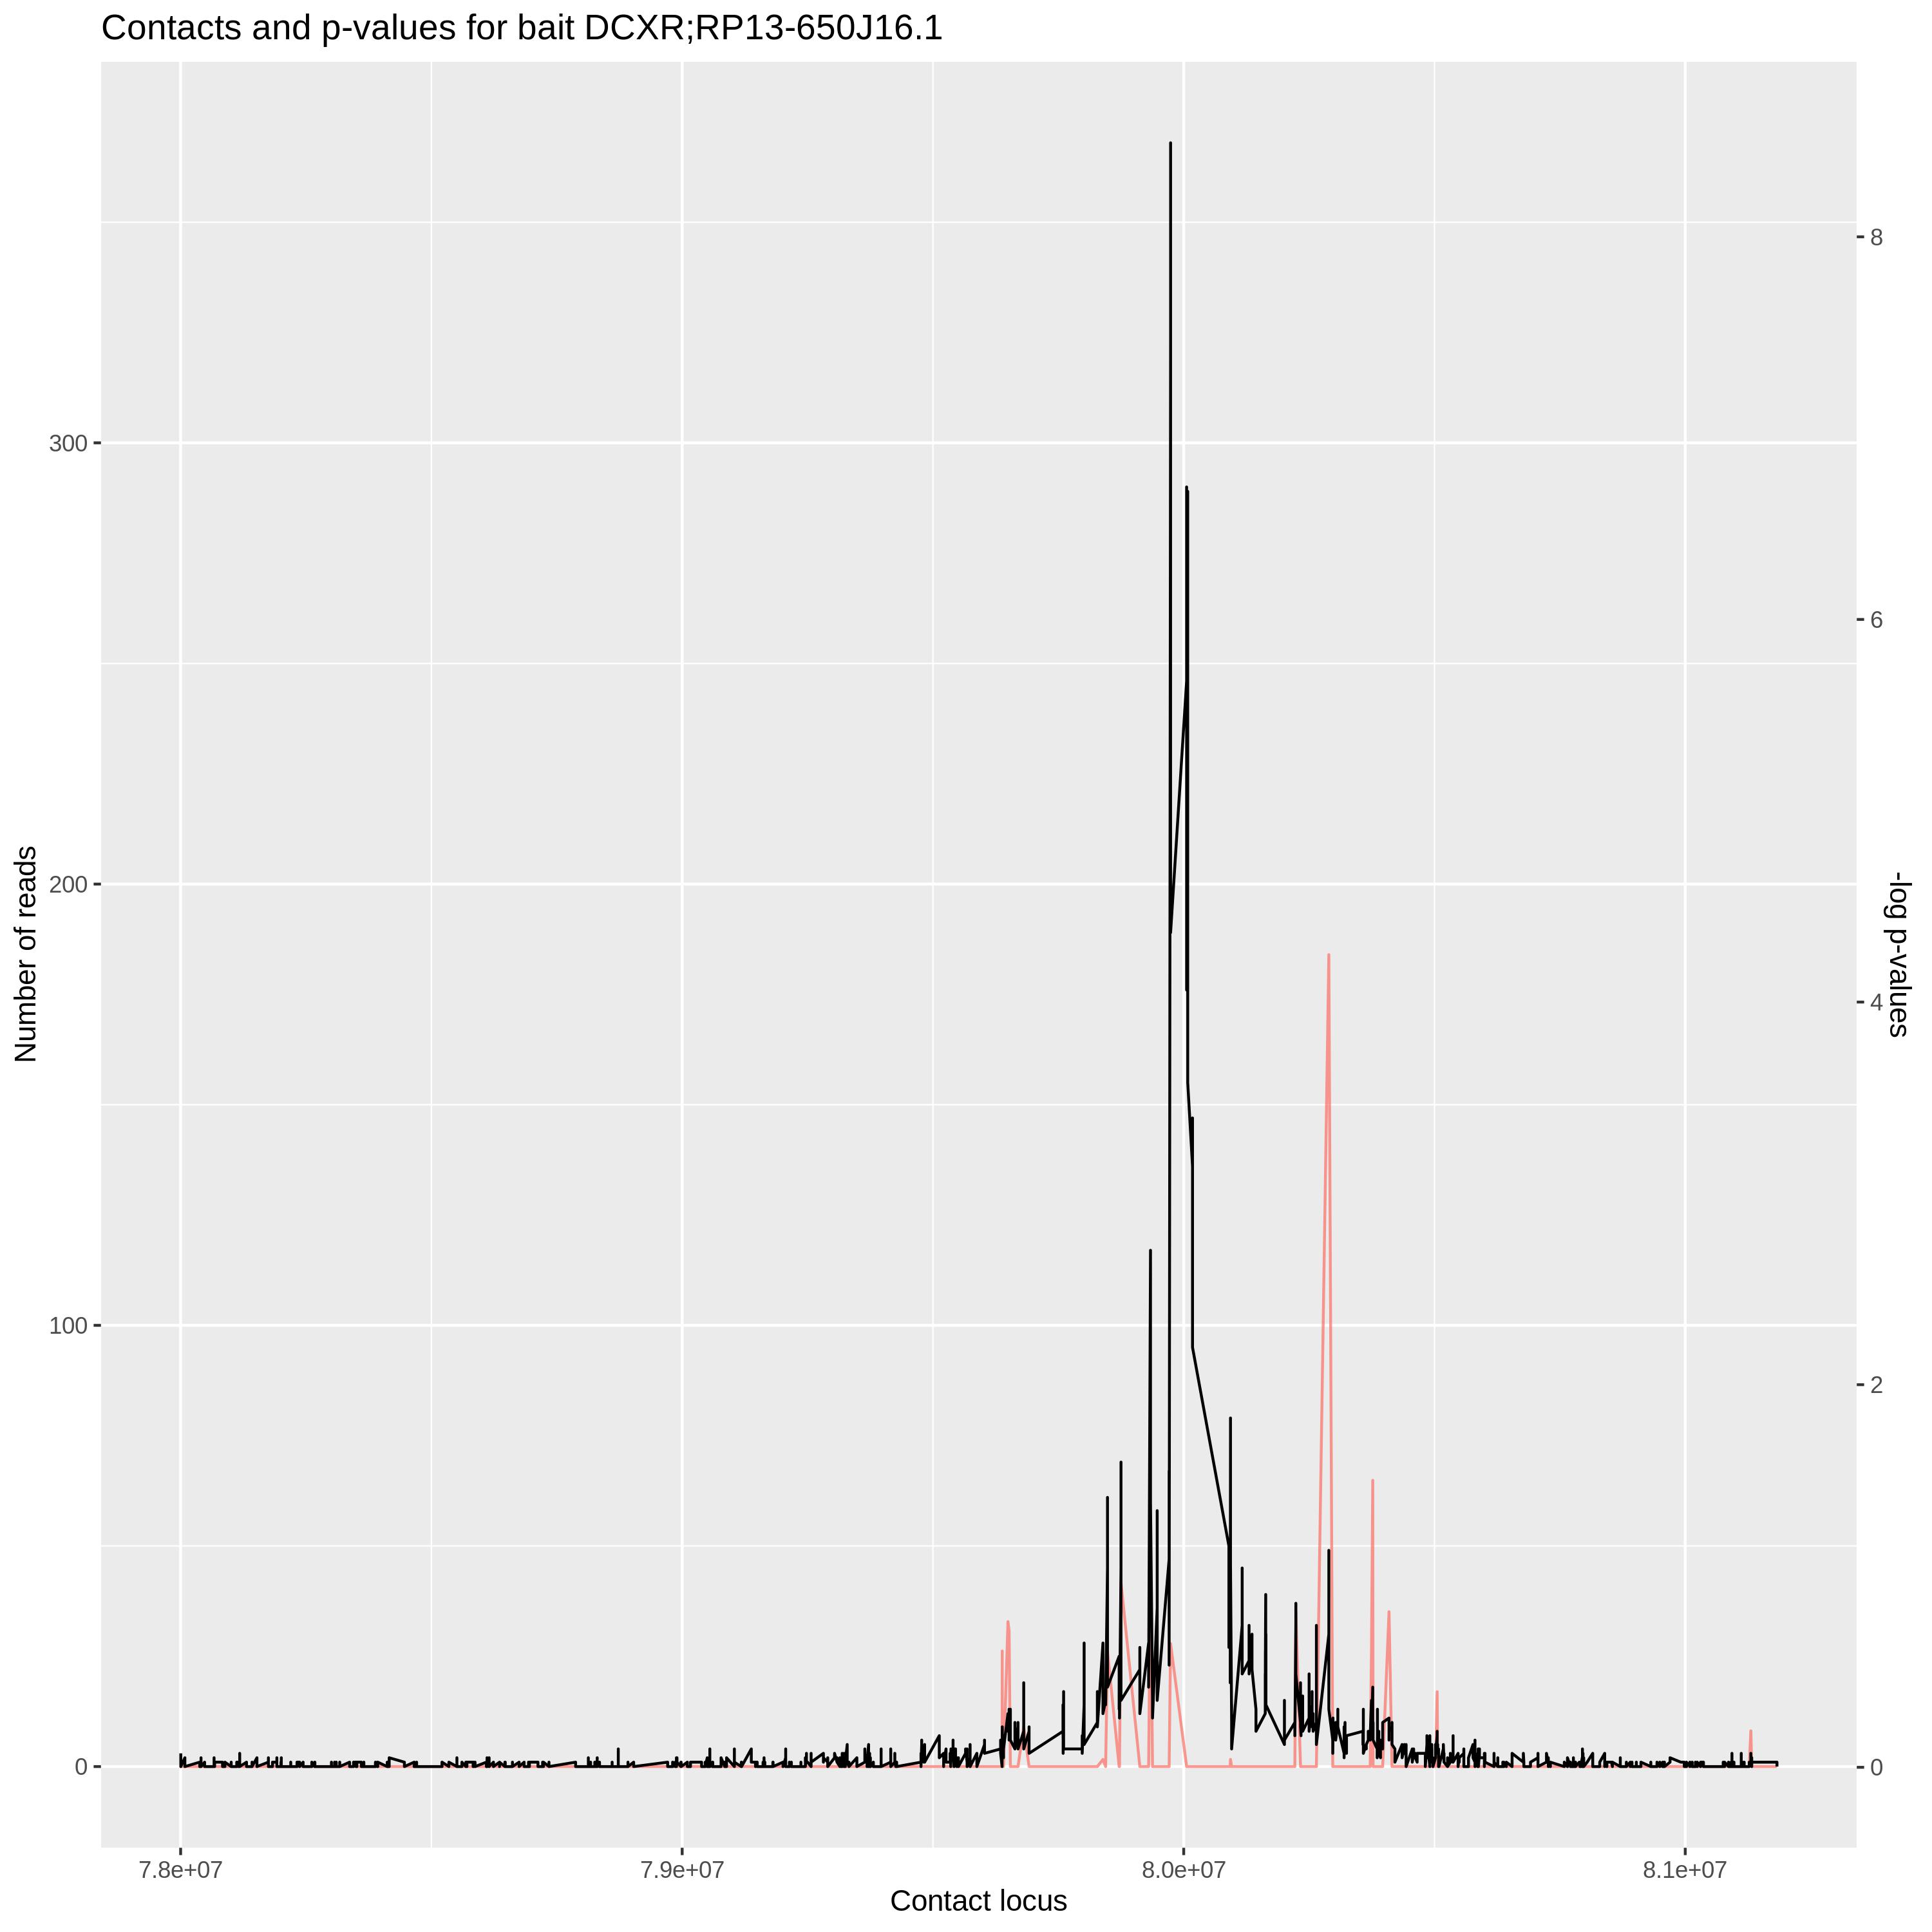 Contacts and p-values for bait DCXR;RP13-650J16.1
Number of reads
300
200
100
0
8
6
4
2
0
-log p-values
7.8e+07
7.9e+07
8.0e+07
8.1e+07
Contact locus